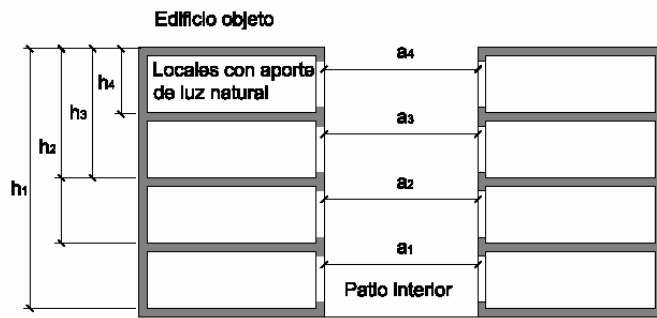 Edificio objeto
Locales con aporte
de luz natural
h4
h3
h2
h1
a4
a3
a2
a1
Patio interior